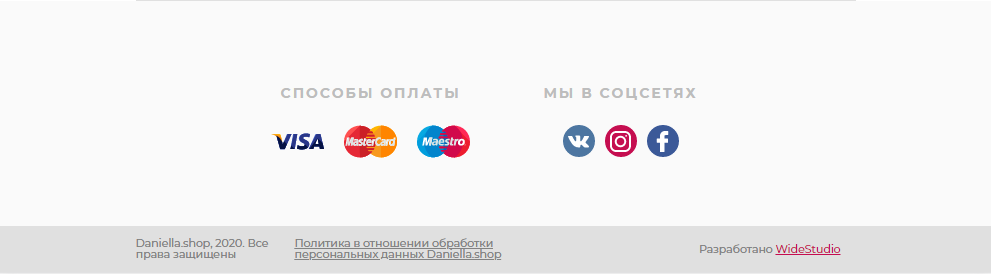 СПОСОБЫ ОПЛАТЫ
МЫ В СОЦСЕТЯХ
VISA
MasterCard
Maestro
Daniella.shop, 2020. Все
права защищены
Политика в отношении обработки
персональных данных Daniella.shop
Разработано WideStudio